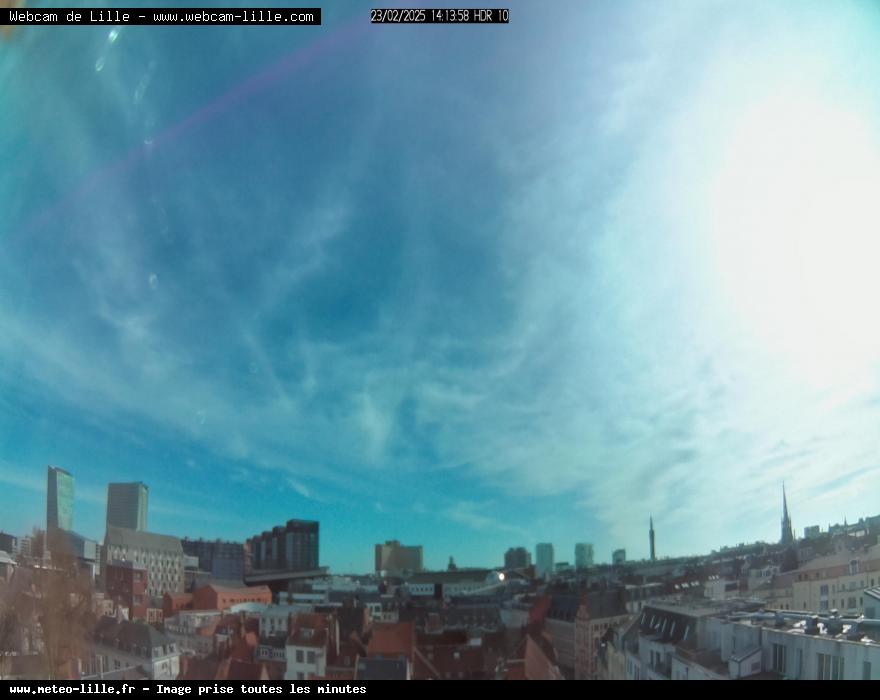 Webcam de Lille - www.webcam-lille.com
23/02/2025 14:13:58 HDR 10
www.meteo-lille.fr - Image prise toutes les minutes